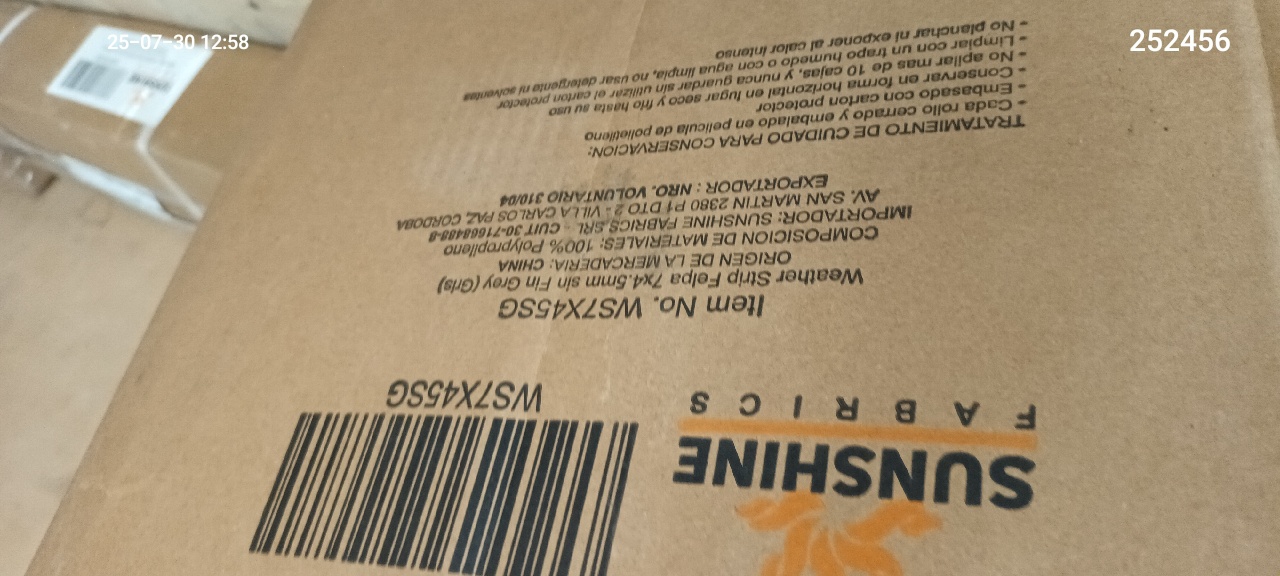 25-07-30 12:58
252456
SUNSHINE
FABRICS
WS7X45SG
Item No. WS7X45SG
Weather Strip Felpa 7x4.5mm sin Fin Grey (Gris)
ORIGEN DE LA MERCADERIA: CHINA
COMPOSICION DE MATERIALES: 100% Polypropileno
IMPORTADOR: SUNSHINE FABRICS SRL - CUIT 30-71668488-8
AV. SAN MARTIN 2380 P1 DTO 2 - VILLA CARLOS PAZ, CORDOBA
EXPORTADOR: NRO. VOLUNTARIO 310/04
TRATAMIENTO DE CUIDADO PARA CONSERVACION:
- Cada rollo cerrado y embalado en pelicula de polietileno
- Embasado con carton protector
- Conservar en forma horizontal en lugar seco y frio hasta su uso
- No apilar mas de 10 cajas, y nunca guardar sin utilizar el carton protector
- Limpiar con un trapo humedo o con agua limpia, no usar detergente ni solventes
- No planchar ni exponer al calor intenso